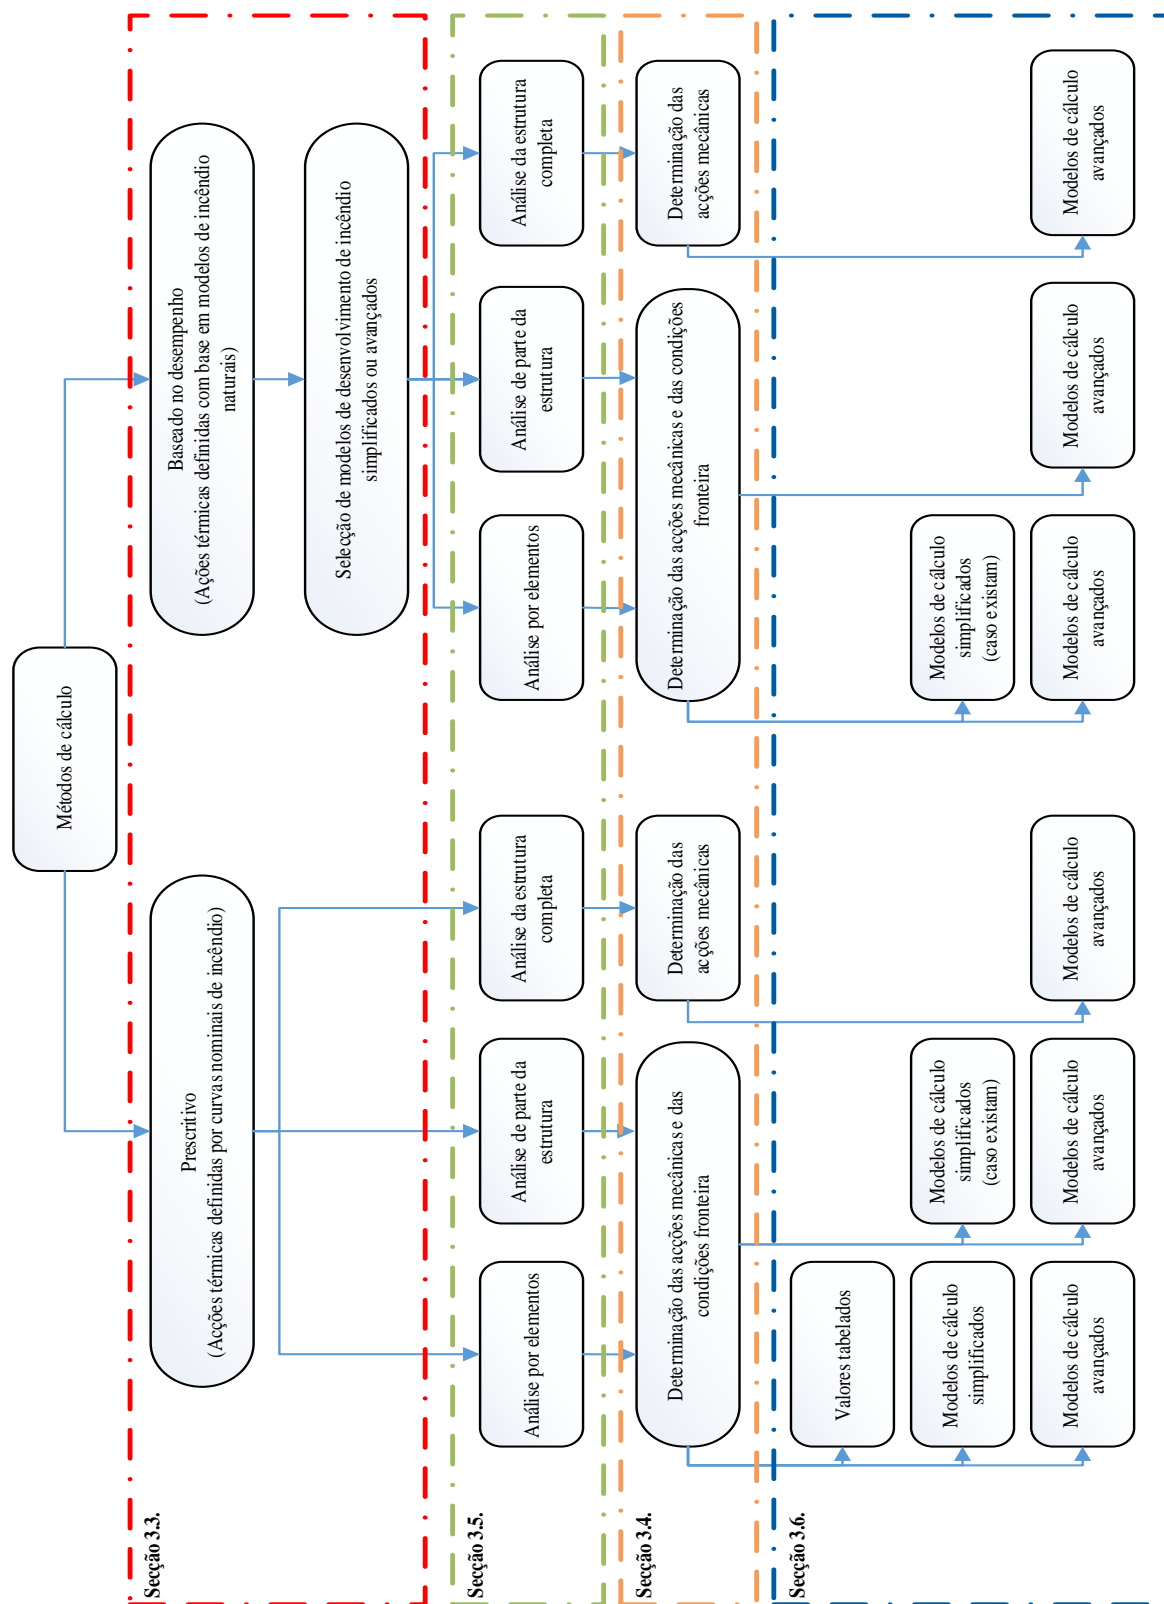 Métodos de cálculo
Secção 3.3.
Prescritivo
(Acções térmicas definidas por curvas nominais de incêndio)
Baseado no desempenho
(Ações térmicas definidas com base em modelos de incêndio
naturais)
Selecção de modelos de desenvolvimento de incêndio
simplificados ou avançados
Secção 3.5.
Análise por elementos
Análise de parte da
estrutura
Análise da estrutura
completa
Análise por elementos
Análise de parte da
estrutura
Análise da estrutura
completa
Secção 3.4.
Determinação das acções mecânicas e das
condições fronteira
Determinação das
acções mecânicas
Determinação das acções mecânicas e das condições
fronteira
Determinação das
acções mecânicas
Secção 3.6.
Valores tabelados
Modelos de cálculo
simplificados
Modelos de cálculo
simplificados
(caso existam)
Modelos de cálculo
simplificados
(caso existam)
Modelos de cálculo
avançados
Modelos de cálculo
avançados
Modelos de cálculo
avançados
Modelos de cálculo
avançados
Modelos de cálculo
avançados
Modelos de cálculo
avançados